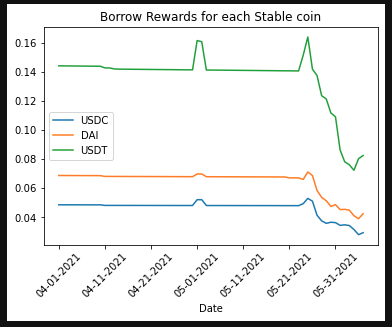 Borrow Rewards for each Stable coin
0.16
0.14
0.12
0.10
0.08
0.06
0.04
USDC
DAI
USDT
04-01-2021
04-11-2021
04-21-2021
05-01-2021
05-11-2021
05-21-2021
05-31-2021
Date